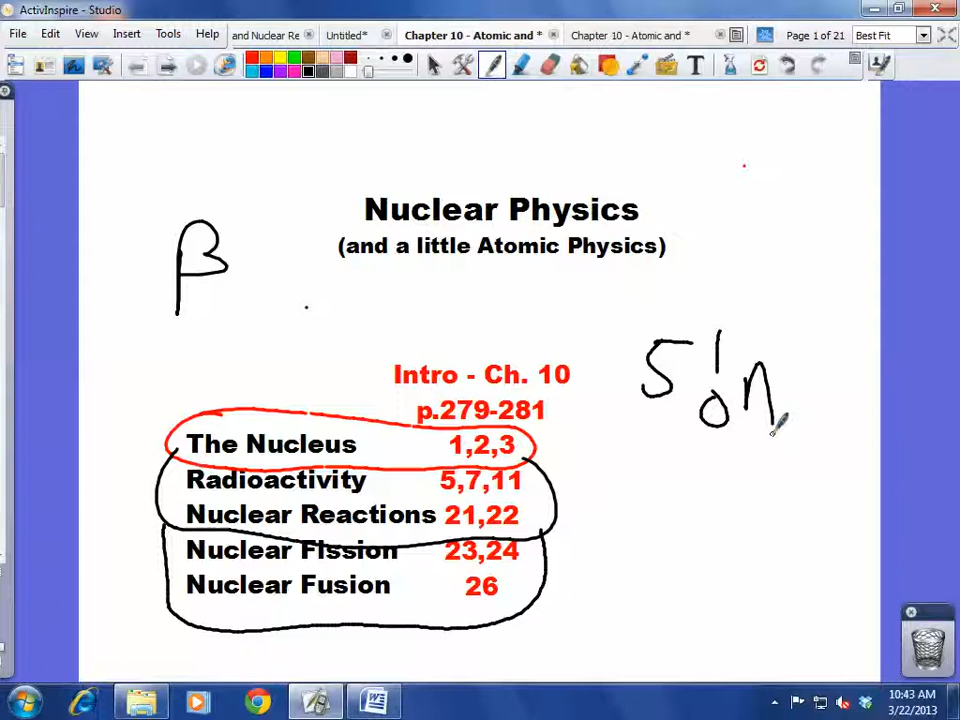 ActivInspire - Studio
File Edit View Insert Tools Help
and Nuclear Re
Untitled*
Chapter 10 - Atomic and *
Chapter 10 - Atomic and *
Page 1 of 21
Best Fit
Nuclear Physics
(and a little Atomic Physics)
β
5 ¹₀n
Intro - Ch. 10
p.279-281
The Nucleus 1,2,3
Radioactivity 5,7,11
Nuclear Reactions 21,22
Nuclear Fission 23,24
Nuclear Fusion 26
10:43 AM
3/22/2013